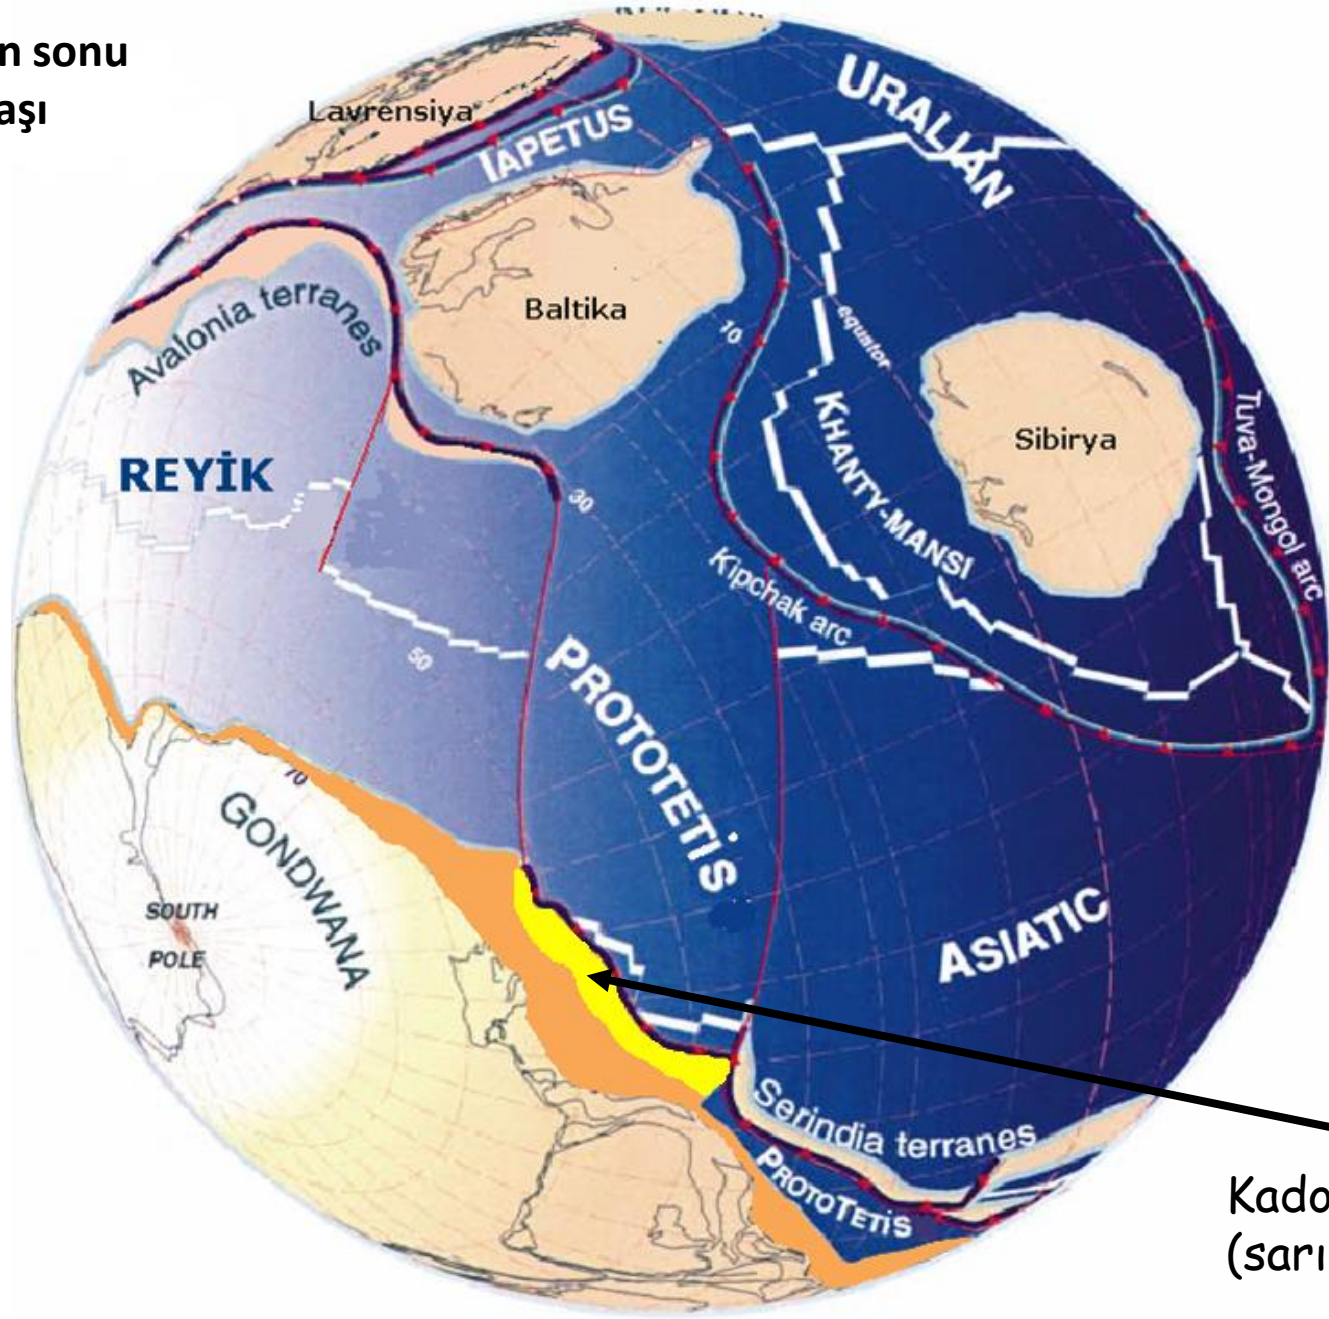 n sonu
aşı
Lavrensiya
IAPETUS
URALIAN
Baltika
10
equator
Avalonia terranes
Sibirya
Tuva-Mongol arc
KHANTY-MANSI
REYİK
30
Kipchak arc
50
PROTOTETİS
70
GONDWANA
SOUTH
POLE
ASIATIC
Serindia terranes
PROTOTETİS
Kado
(sarı